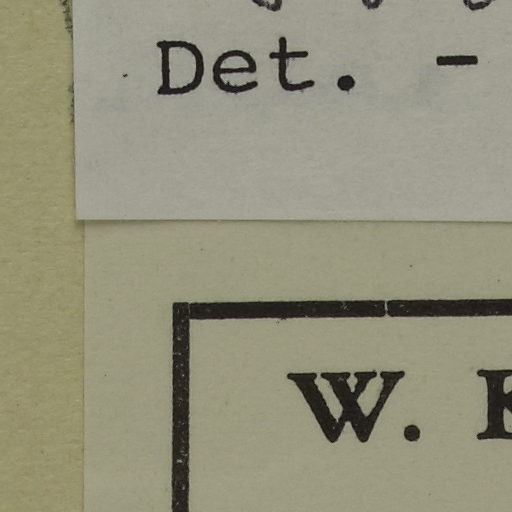 Det. -
W.